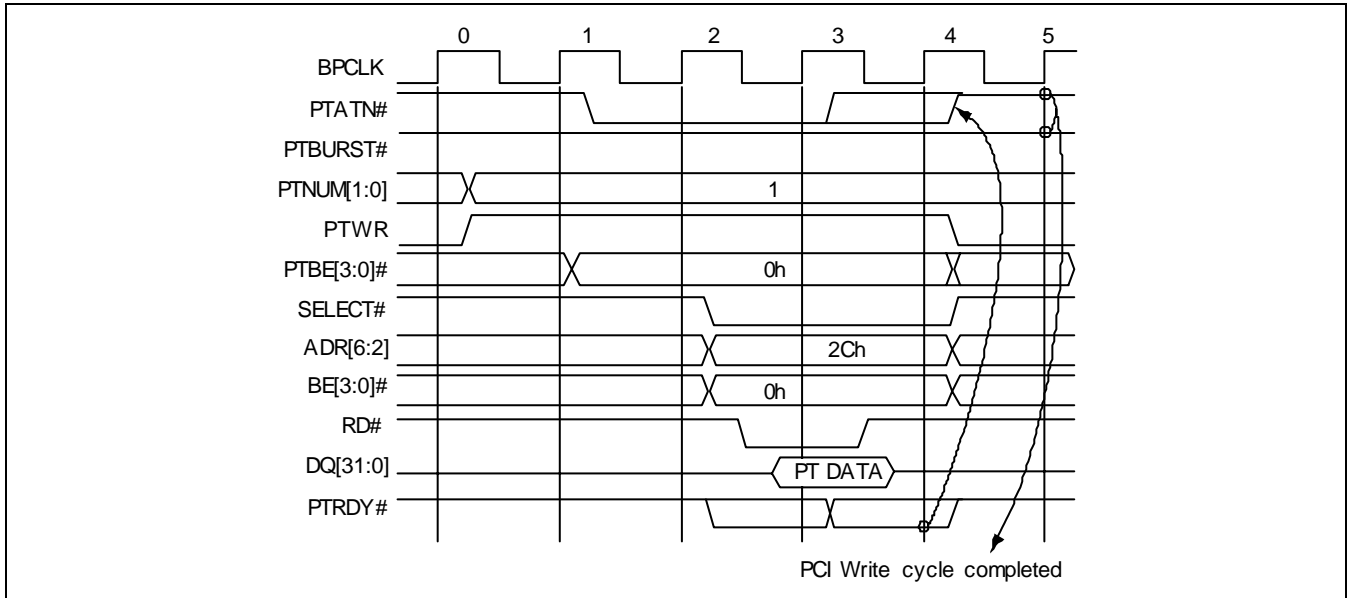 0 1 2 3 4 5
BPCLK
PTATN#
PTBURST#
PTNUM[1:0] 1
PTWR
PTBE[3:0]# 0h
SELECT#
ADR[6:2] 2Ch
BE[3:0]# 0h
RD#
DQ[31:0] PT DATA
PTRDY#
PCI Write cycle completed